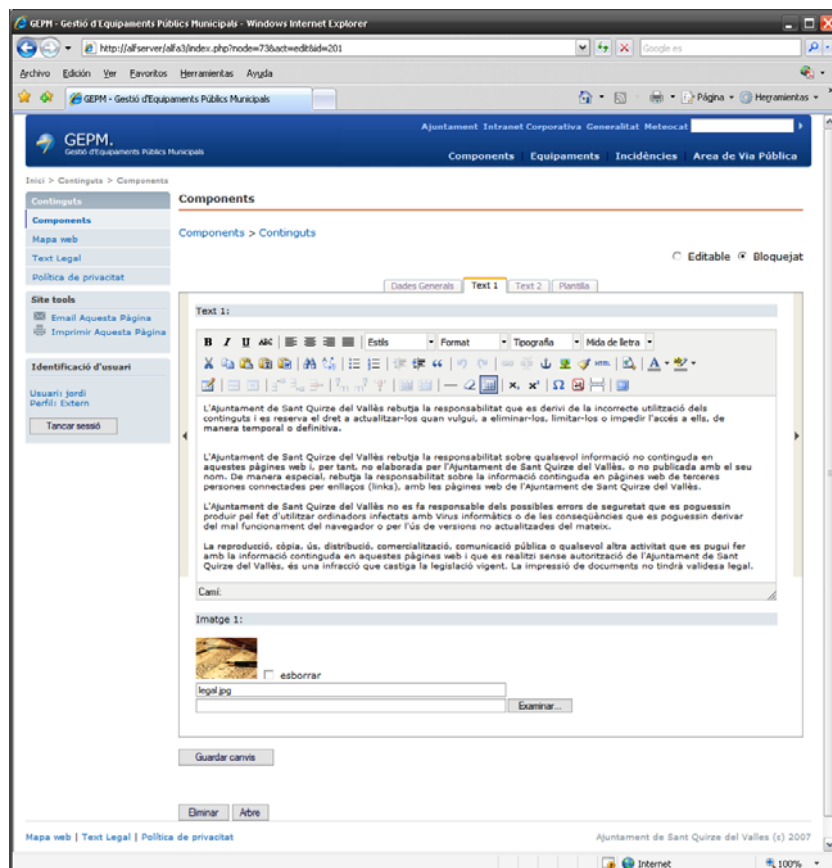 GEPM - Gestió d'Equipaments Públics Municipals - Windows Internet Explorer
http://alfserver/alfa3/index.php?node=73&act=edit&id=201
Google es
Archivo Edición Ver Favoritos Herramientas Ayuda
GEPM - Gestió d'Equipaments Públics Municipals
Página Herramientas
Ajuntament Intranet Corporativa Generalitat Meteocat
GEPM.
Gestió d'Equipaments Públics Municipals
Components Equipaments Incidències Area de Via Pública
Inici > Continguts > Components
Continguts
Components
Mapa web
Text Legal
Política de privacitat
Site tools
Email Aquesta Pàgina
Imprimir Aquesta Pàgina
Identificació d'usuari
Usuari: jordi
Perfil: Extern
Tancar sessió
Components
Components > Continguts
Editable Bloquejat
Dades Generals Text 1 Text 2 Plantilla
Text 1:
B I U ABC Estils Format Tipografia Mida de lletra
HTML
L'Ajuntament de Sant Quirze del Vallès rebutja la responsabilitat que es derivi de la incorrecte utilització dels
continguts i es reserva el dret a actualitzar-los quan vulgui, a eliminar-los, limitar-los o impedir l'accés a ells, de
manera temporal o definitiva.
L'Ajuntament de Sant Quirze del Vallès rebutja la responsabilitat sobre qualsevol informació no continguda en
aquestes pàgines web i, per tant, no elaborada per l'Ajuntament de Sant Quirze del Vallès, o no publicada amb el seu
nom. De manera especial, rebutja la responsabilitat sobre la informació continguda en pàgines web de terceres
persones connectades per enllaços (links), amb les pàgines web de l'Ajuntament de Sant Quirze del Vallès.
L'Ajuntament de Sant Quirze del Vallès no es fa responsable dels possibles errors de seguretat que es poguessin
produir pel fet d'utilitzar ordinadors infectats amb Virus informàtics o de les conseqüències que es poguessin derivar
del mal funcionament del navegador o per l'ús de versions no actualitzades del mateix.
La reproducció, còpia, ús, distribució, comercialització, comunicació pública o qualsevol altra activitat que es pugui fer
amb la informació continguda en aquestes pàgines web i que es realitzi sense autorització de l'Ajuntament de Sant
Quirze del Vallès, és una infracció que castiga la legislació vigent. La impressió de documents no tindrà validesa legal.
Camí:
Imatge 1:
esborrar
legal.jpg
Examinar...
Guardar canvis
Eliminar Abre
Mapa web | Text Legal | Política de privacitat
Ajuntament de Sant Quirze del Valles (c) 2007
Internet 100%